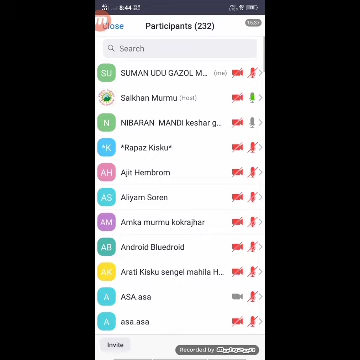 8:44
Close
Participants (232)
Search
SU SUMAN UDU GAZOL M... (me)
Salkhan Murmu (Host)
N NIBARAN MANDI keshar g...
*K *Rapaz Kisku*
AH Ajit Hembrom
AS Aliyam Soren
AM Amka murmu kokrajhar
AB Android Bluedroid
AK Arati Kisku sengel mahila H...
A ASA.asa
A asa.asa
Invite
Recorded by